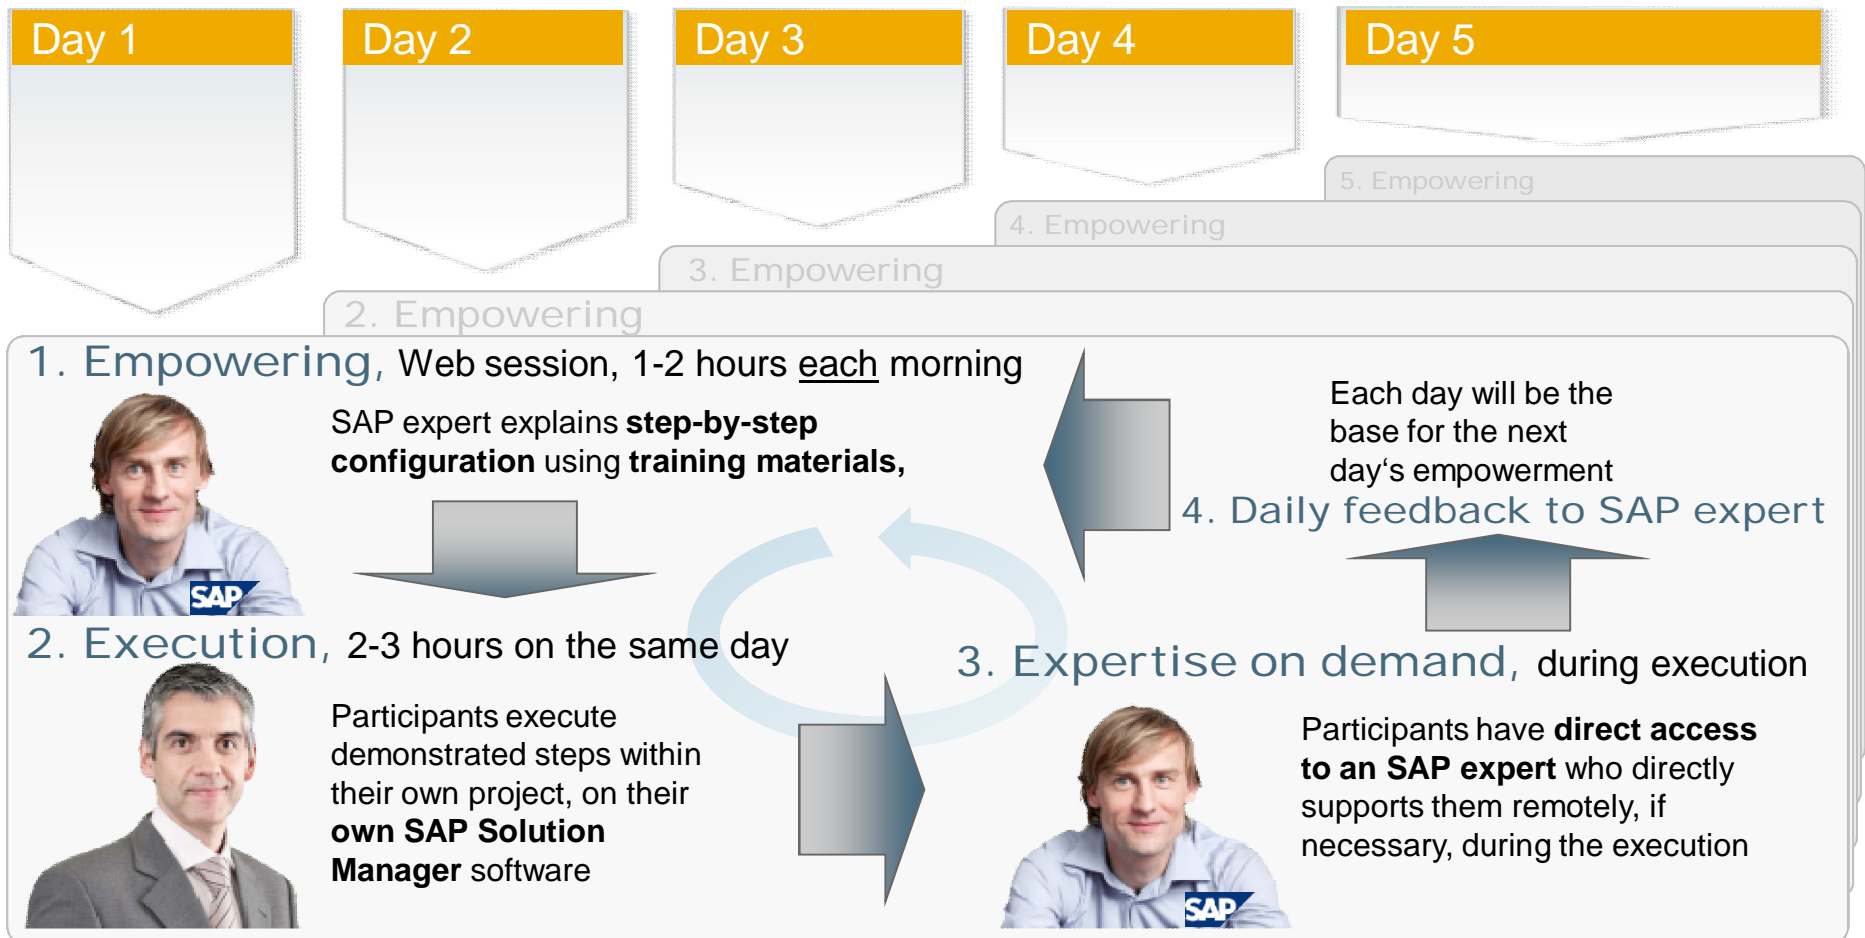 Day 1
Day 2
Day 3
Day 4
Day 5
5. Empowering
4. Empowering
3. Empowering
2. Empowering
1. Empowering, Web session, 1-2 hours each morning
SAP expert explains step-by-step
configuration using training materials,
SAP
Each day will be the
base for the next
day‘s empowerment
4. Daily feedback to SAP expert
2. Execution, 2-3 hours on the same day
Participants execute
demonstrated steps within
their own project, on their
own SAP Solution
Manager software
3. Expertise on demand, during execution
Participants have direct access
to an SAP expert who directly
supports them remotely, if
necessary, during the execution
SAP